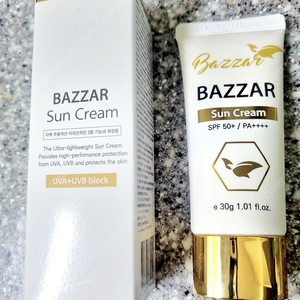 BAZZAR
Sun Cream
The Ultra-lightweight Sun Cream
Provides high-performance protection
from UVA, UVB and protects the skin
UVA+UVB block
Bazzar
BAZZAR
Sun Cream
SPF 50+ / PA++++
e 30g 1.01 fl.oz.